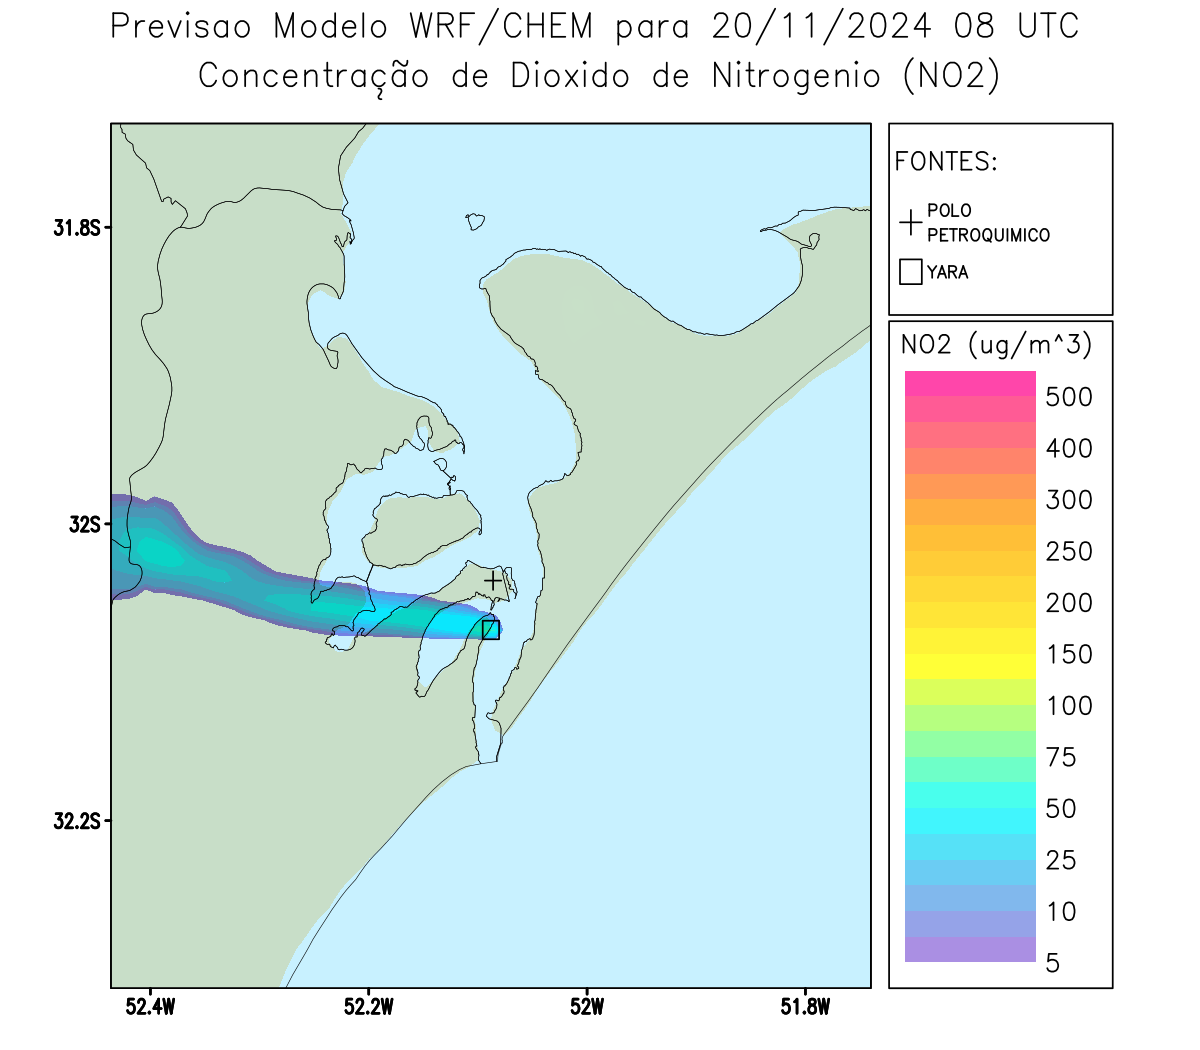 Previsao Modelo WRF/CHEM para 20/11/2024 08 UTC
Concentração de Dioxido de Nitrogenio (NO2)
FONTES:
POLO
PETROQUIMICO
YARA
NO2 (ug/m^3)
500
400
300
250
200
150
100
75
50
25
10
5
31.8S
32S
32.2S
52.4W
52.2W
52W
51.8W